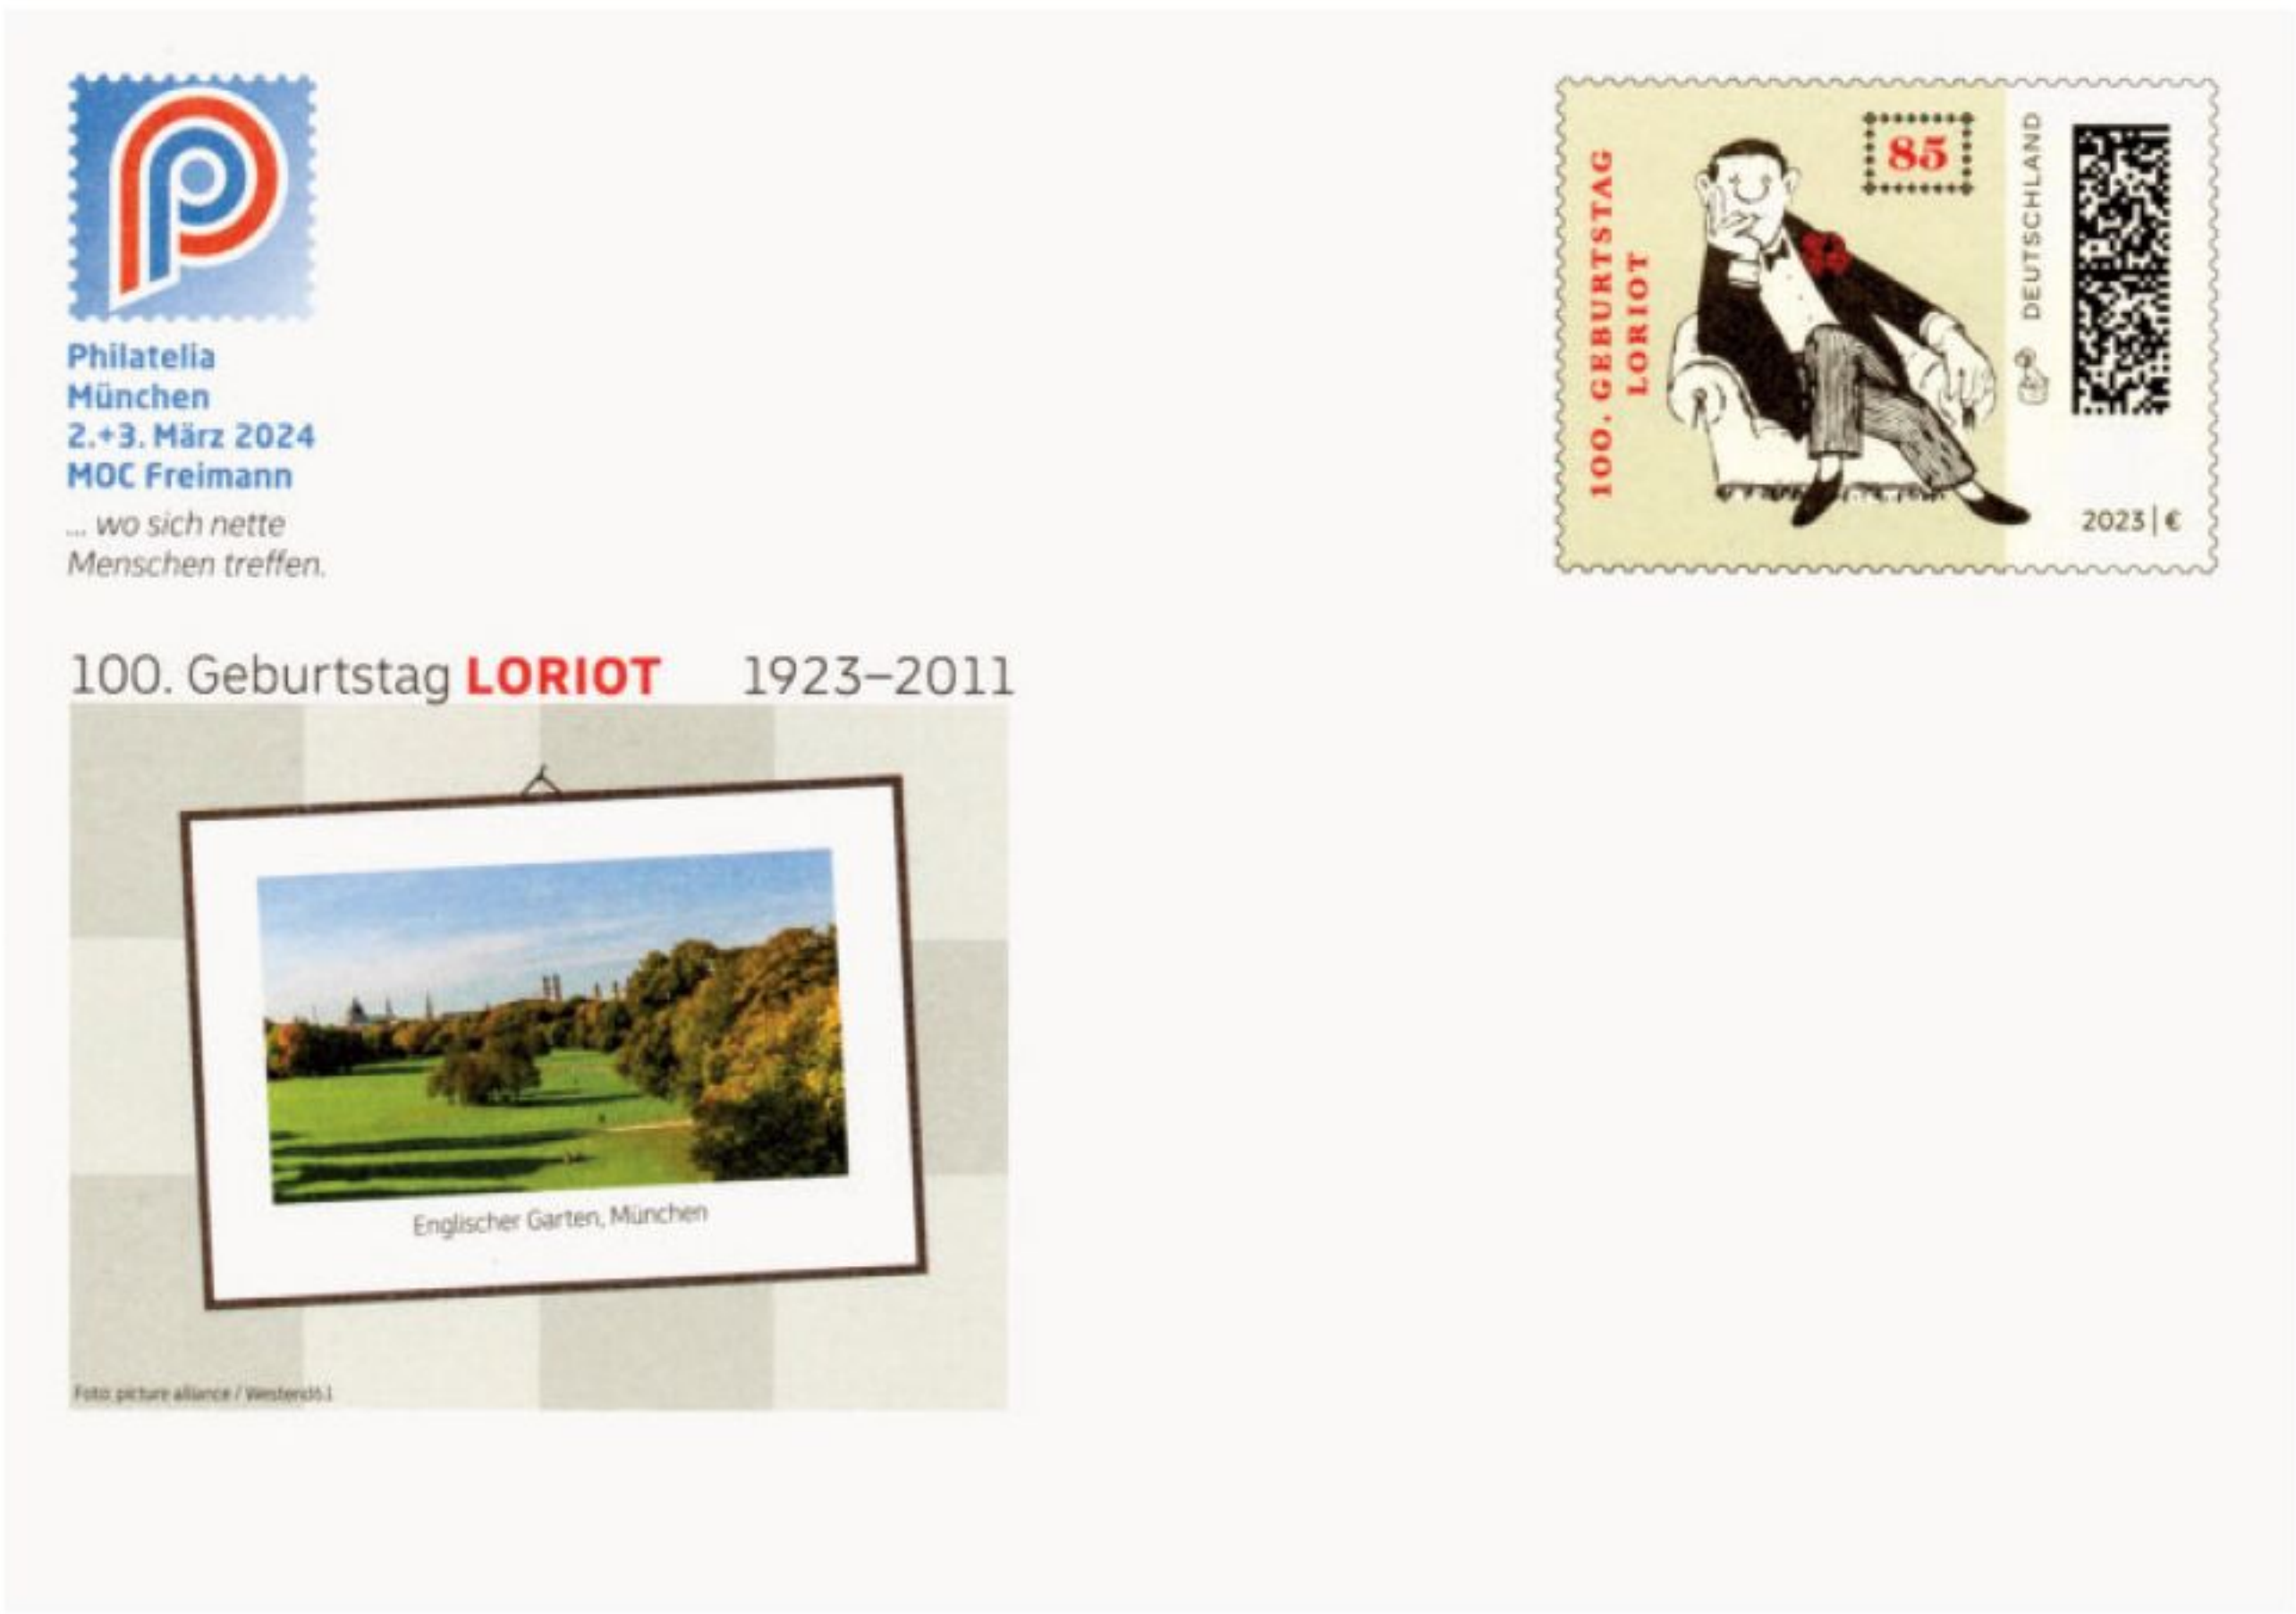 Philatelia
München
2.+3. März 2024
MOC Freimann
... wo sich nette
Menschen treffen.
100. GEBURTSTAG
LORIOT
85
DEUTSCHLAND
2023|€
100. Geburtstag LORIOT 1923–2011
Englischer Garten, München
Foto: picture alliance / Westend61